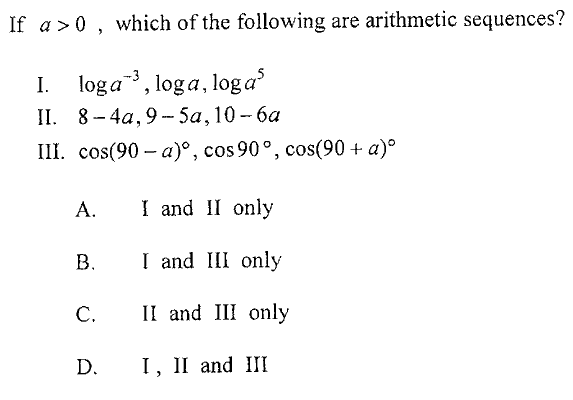 If a > 0 , which of the following are arithmetic sequences?
I. log a⁻³, log a, log a⁵
II. 8 – 4a, 9 – 5a, 10 – 6a
III. cos(90 – a)°, cos 90°, cos(90 + a)°
A. I and II only
B. I and III only
C. II and III only
D. I, II and III